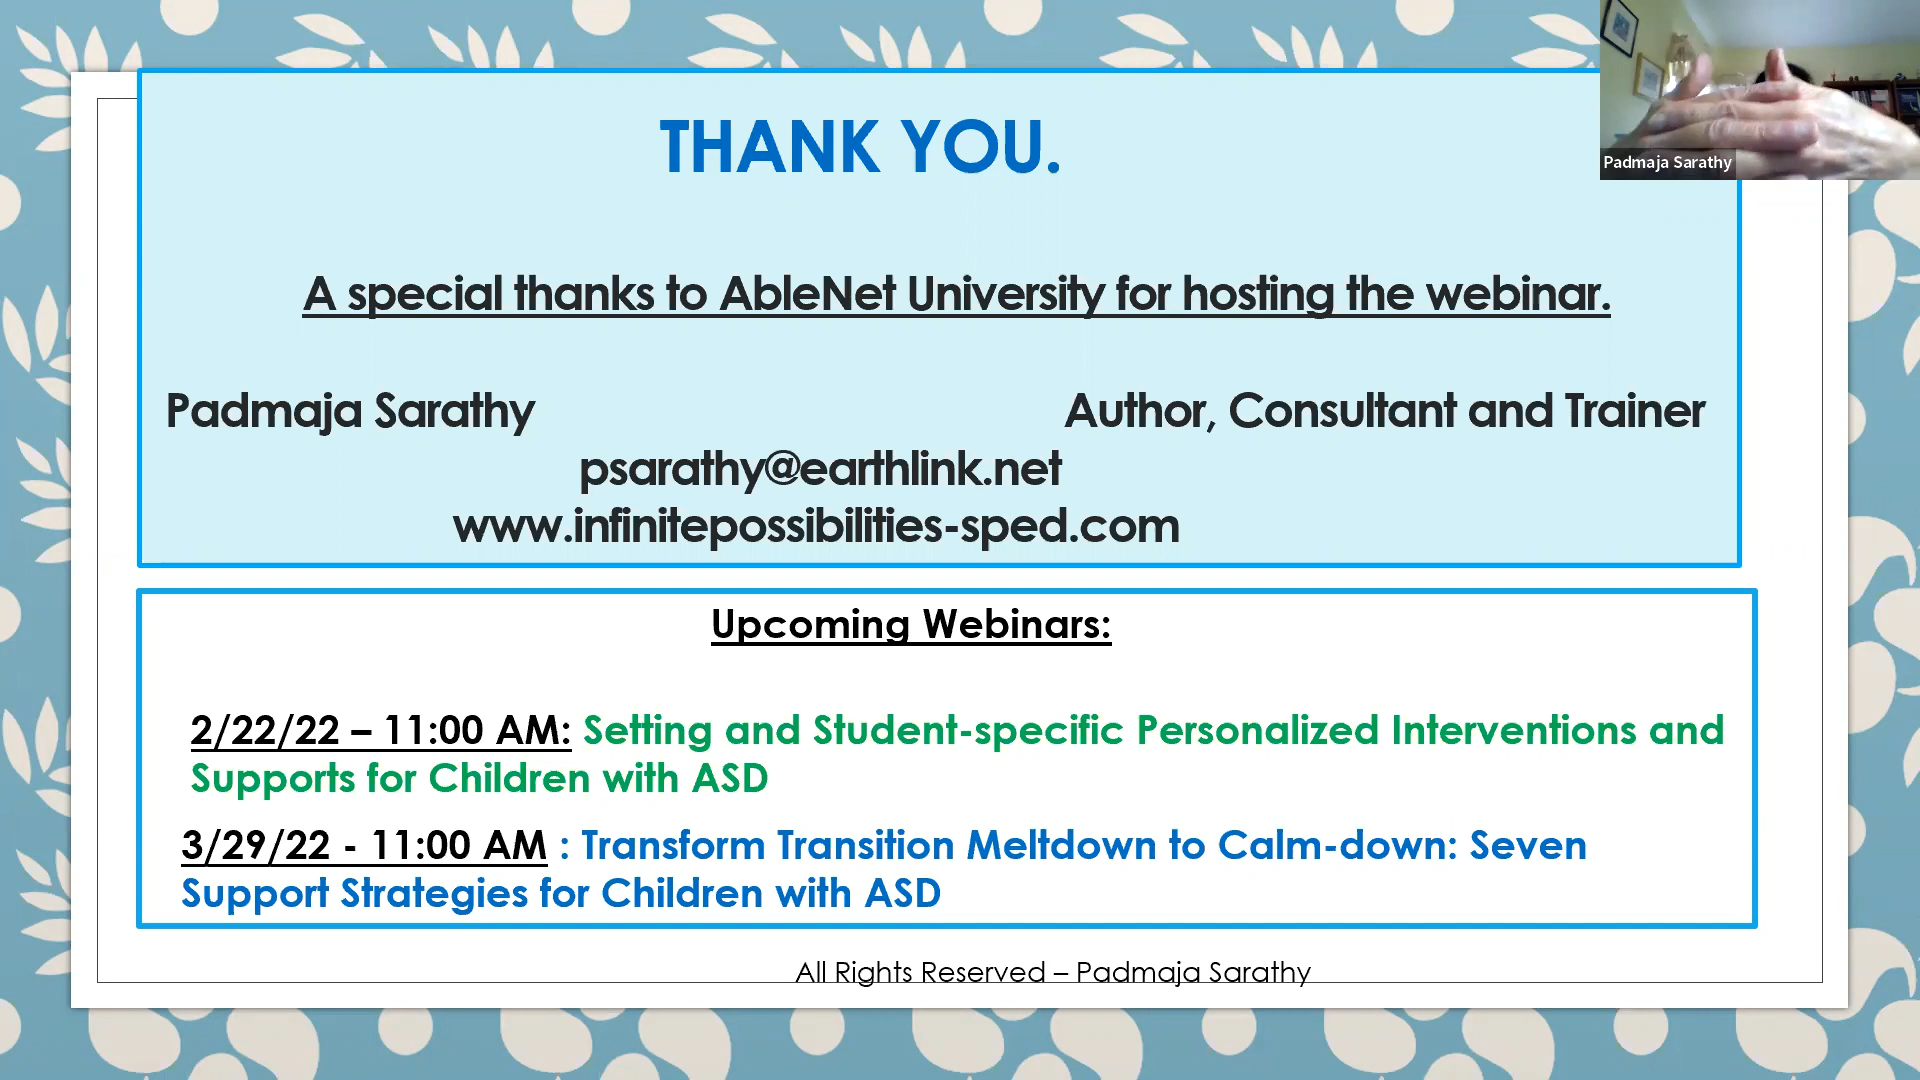 THANK YOU.
Padmaja Sarathy
A special thanks to AbleNet University for hosting the webinar.
Padmaja Sarathy Author, Consultant and Trainer
psarathy@earthlink.net
www.infinitepossibilities-sped.com
Upcoming Webinars:
2/22/22 – 11:00 AM: Setting and Student-specific Personalized Interventions and
Supports for Children with ASD
3/29/22 - 11:00 AM : Transform Transition Meltdown to Calm-down: Seven
Support Strategies for Children with ASD
All Rights Reserved – Padmaja Sarathy